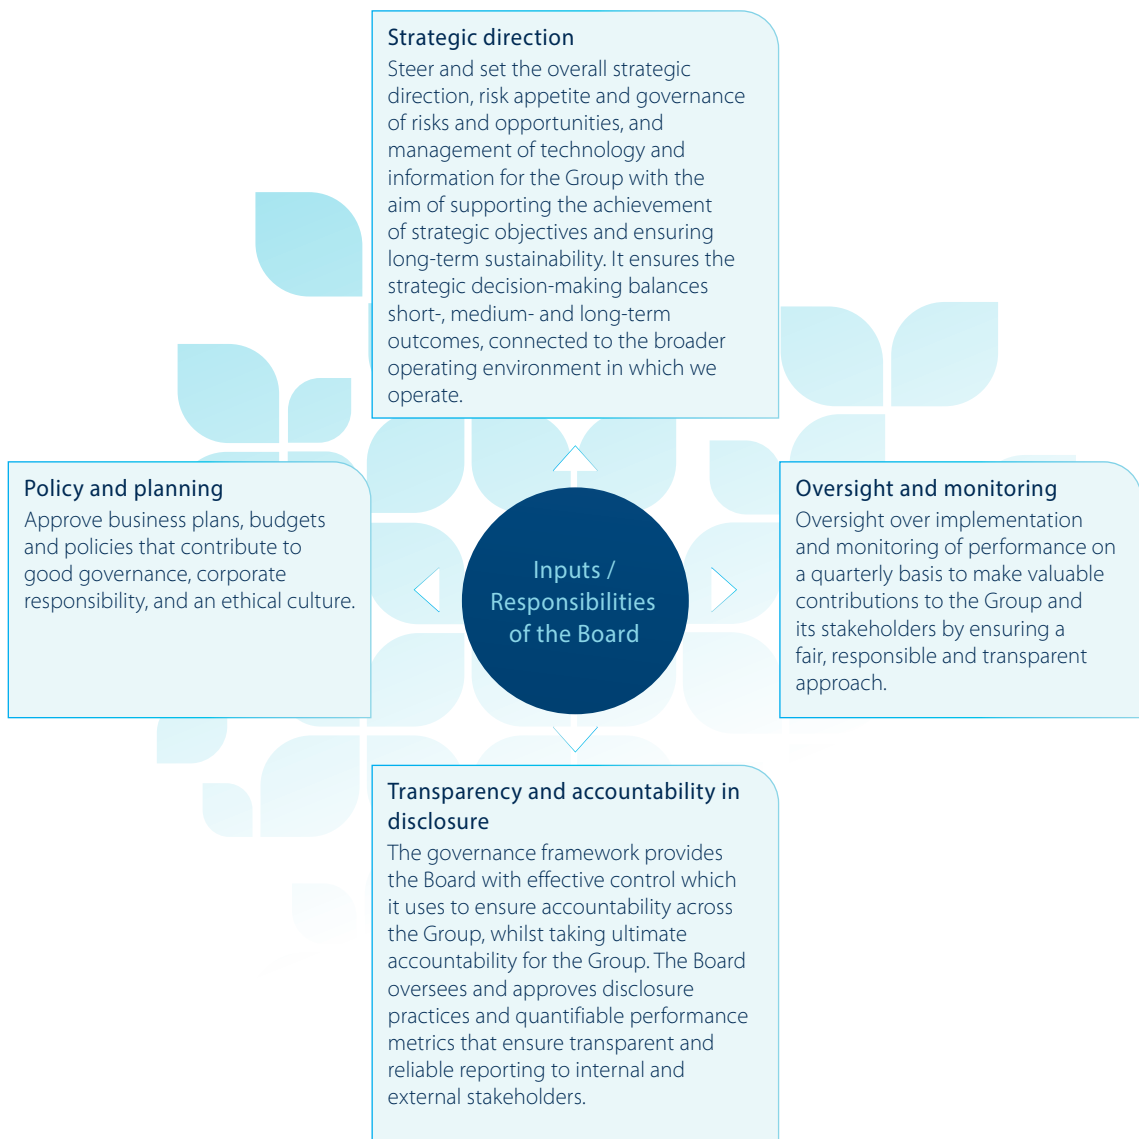 Strategic direction
Steer and set the overall strategic
direction, risk appetite and governance
of risks and opportunities, and
management of technology and
information for the Group with the
aim of supporting the achievement
of strategic objectives and ensuring
long-term sustainability. It ensures the
strategic decision-making balances
short-, medium- and long-term
outcomes, connected to the broader
operating environment in which we
operate.
Policy and planning
Approve business plans, budgets
and policies that contribute to
good governance, corporate
responsibility, and an ethical culture.
Inputs /
Responsibilities
of the Board
Oversight and monitoring
Oversight over implementation
and monitoring of performance on
a quarterly basis to make valuable
contributions to the Group and
its stakeholders by ensuring a
fair, responsible and transparent
approach.
Transparency and accountability in
disclosure
The governance framework provides
the Board with effective control which
it uses to ensure accountability across
the Group, whilst taking ultimate
accountability for the Group. The Board
oversees and approves disclosure
practices and quantifiable performance
metrics that ensure transparent and
reliable reporting to internal and
external stakeholders.